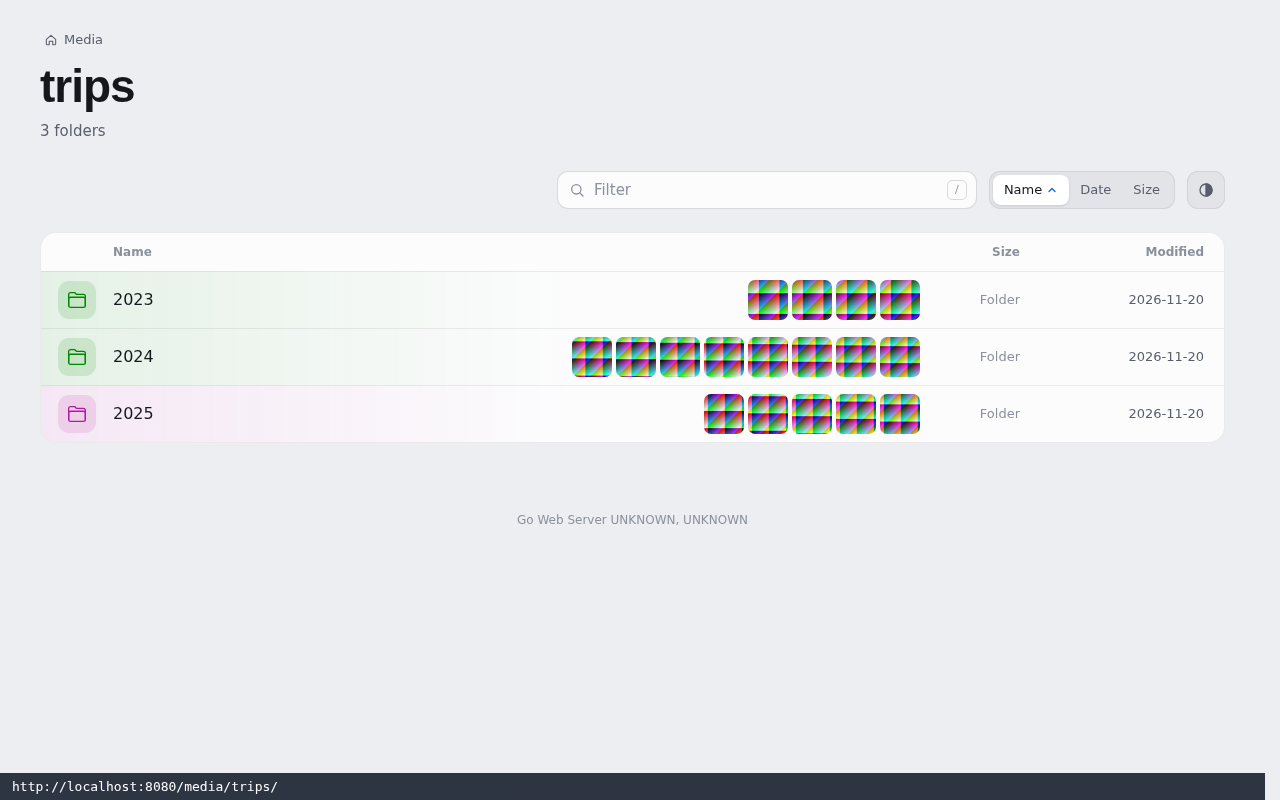 Media
trips
3 folders
Filter /
Name Date Size
Name Size Modified
2023 Folder 2026-11-20
2024 Folder 2026-11-20
2025 Folder 2026-11-20
Go Web Server UNKNOWN, UNKNOWN
http://localhost:8080/media/trips/